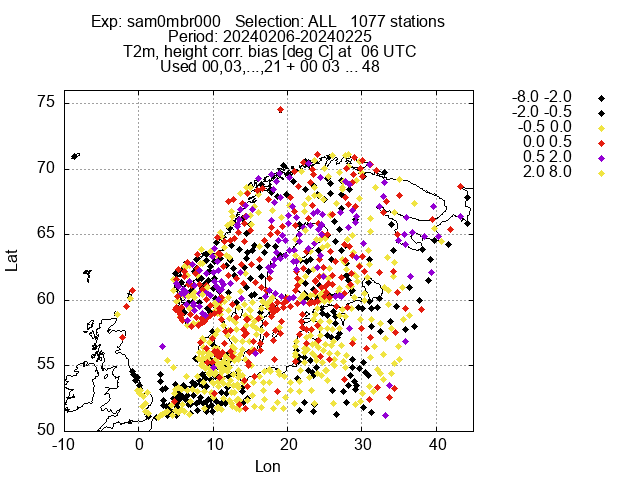 Exp: sam0mbr000   Selection: ALL   1077 stations
Period: 20240206-20240225
T2m, height corr. bias [deg C] at  06 UTC
Used 00,03,...,21 + 00 03 ... 48
-8.0 -2.0
-2.0 -0.5
-0.5 0.0
0.0 0.5
0.5 2.0
2.0 8.0
75
70
65
60
55
50
Lat
-10 0 10 20 30 40
Lon